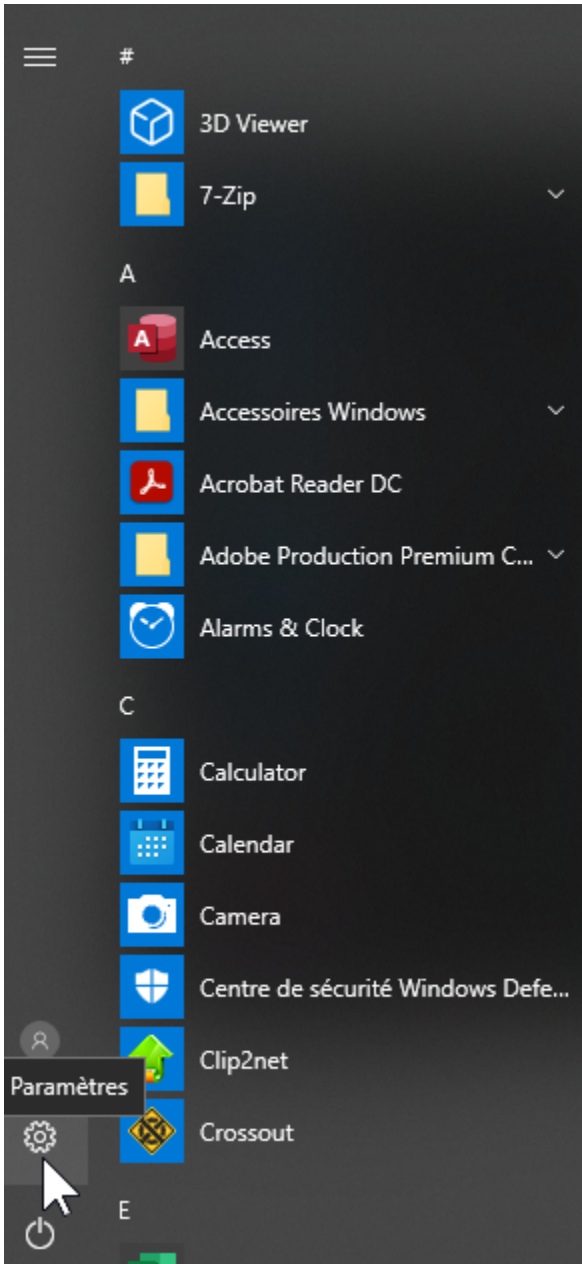 #
3D Viewer
7-Zip
A
Access
Accessoires Windows
Acrobat Reader DC
Adobe Production Premium C...
Alarms & Clock
C
Calculator
Calendar
Camera
Centre de sécurité Windows Defe...
Clip2net
Paramètres
Crossout
E